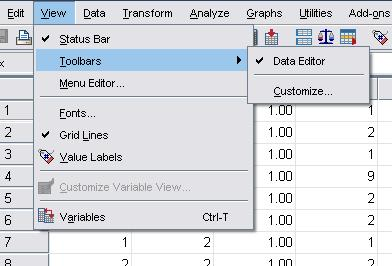 Edit View Data Transform Analyze Graphs Utilities Add-ons
Status Bar
Toolbars
Data Editor
Menu Editor...
Customize...
Fonts...
Grid Lines
Value Labels
Customize Variable View...
Variables Ctrl-T
1 1.00 1
2 1.00 2
3 1.00 1
4 1.00 9
5 1.00 2
6 1.00 2
7 1 2 1.00 1
8 2 2 1.00 2